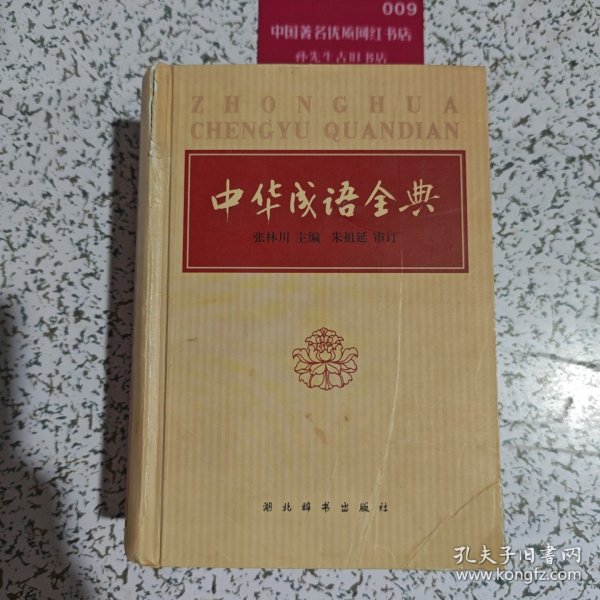 009
中国著名优质网红书店
孙先生古旧书店
ZHONGHUA
CHENGYU QUANDIAN
中华成语全典
张林川 主编 朱祖延 审订
湖北辞书出版社
孔夫子旧书网
www.kongfz.com